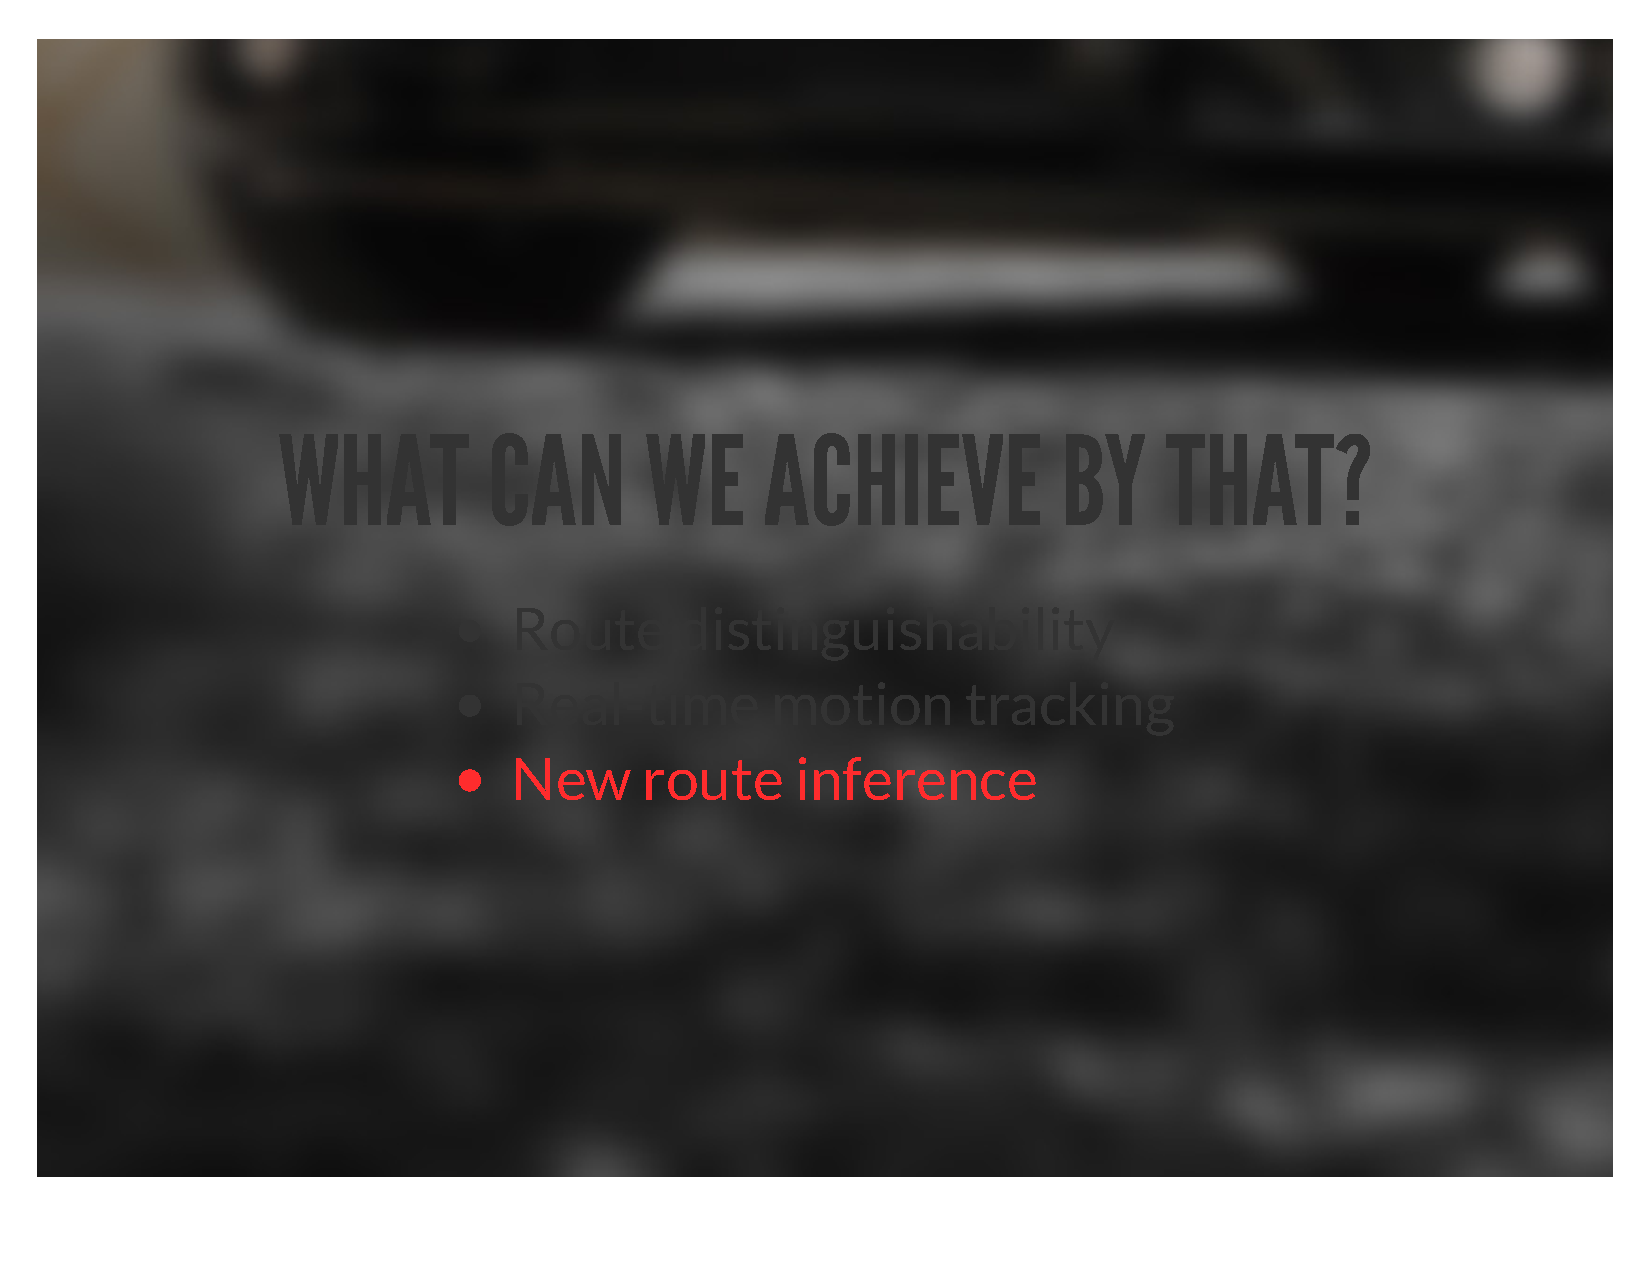 WHAT CAN WE ACHIEVE BY THAT?
• Route distinguishability
• Real-time motion tracking
• New route inference